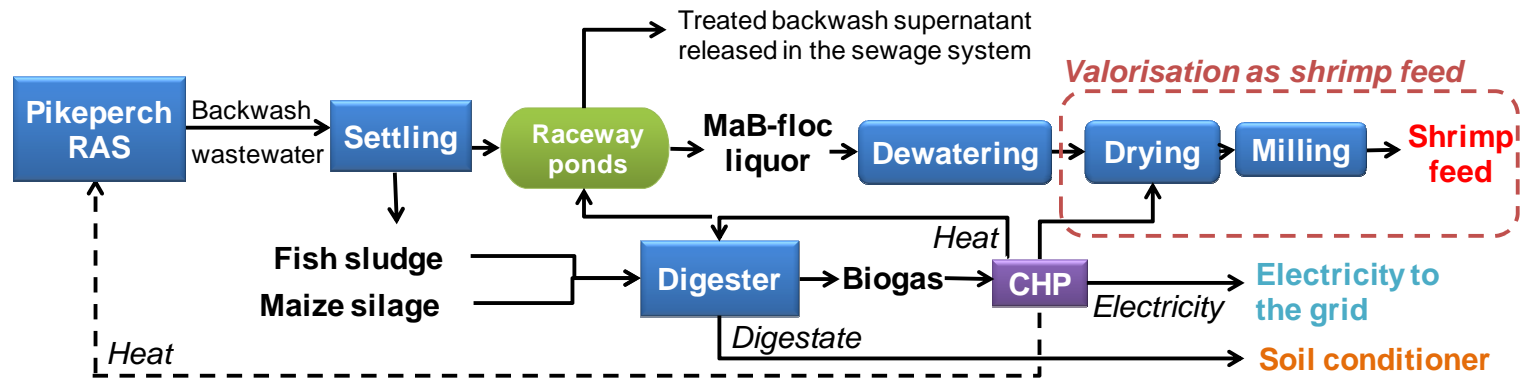 Treated backwash supernatant
released in the sewage system
Valorisation as shrimp feed
Pikeperch
RAS
Backwash
wastewater
Settling
Raceway
ponds
MaB-floc
liquor
Dewatering
Drying
Milling
Shrimp
feed
Heat
Fish sludge
Maize silage
Digester
Biogas
CHP
Electricity
Electricity to
the grid
Heat
Digestate
Soil conditioner